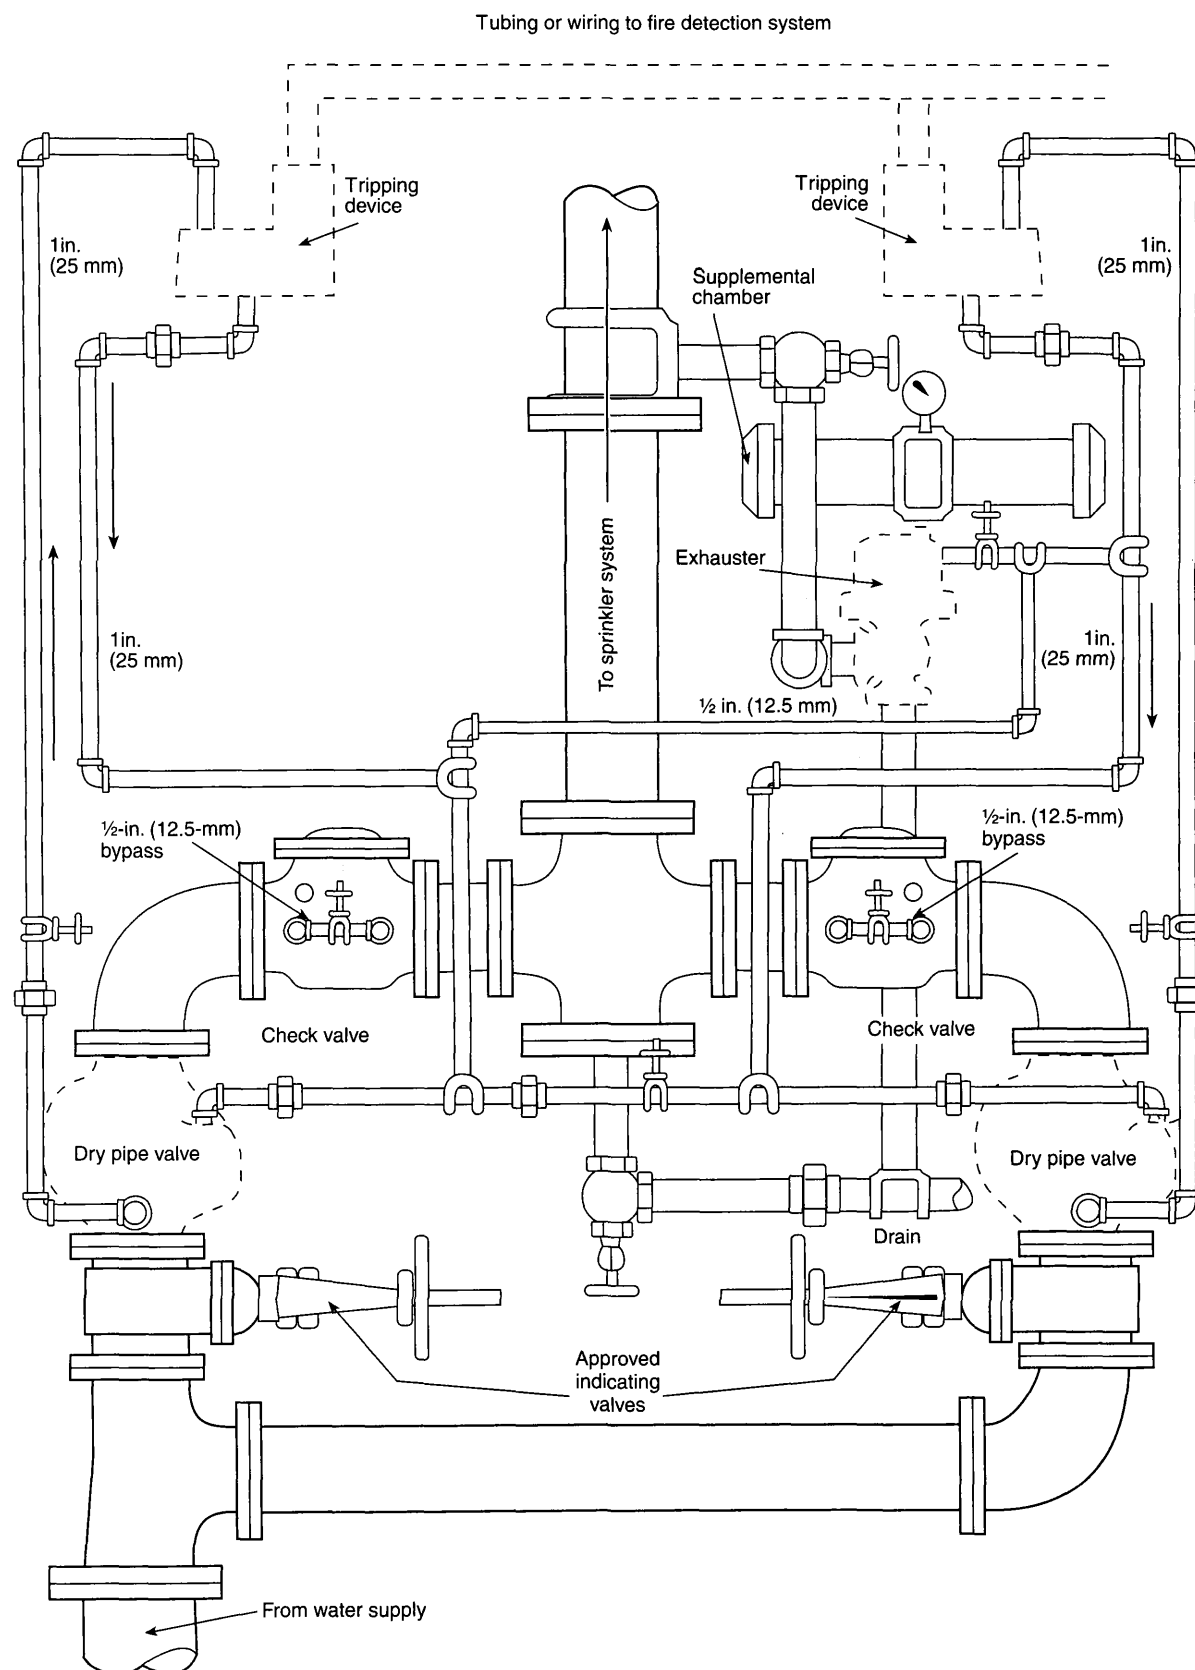 Tubing or wiring to fire detection system
Tripping
device
Tripping
device
1in.
(25 mm)
1in.
(25 mm)
Supplemental
chamber
To sprinkler system
Exhauster
1in.
(25 mm)
1in.
(25 mm)
½ in. (12.5 mm)
½-in. (12.5-mm)
bypass
½-in. (12.5-mm)
bypass
Check valve
Check valve
Dry pipe valve
Dry pipe valve
Drain
Approved
indicating
valves
From water supply